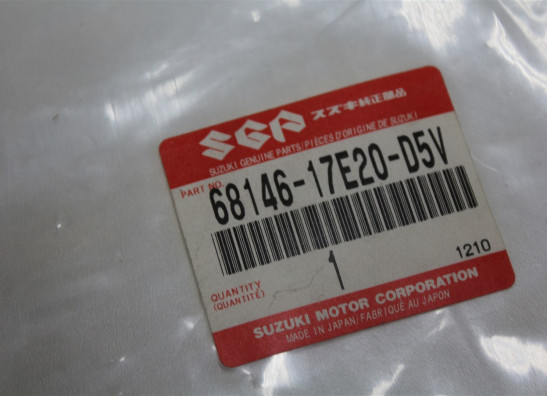 SGP スズキ純正部品
SUZUKI GENUINE PARTS/PIÈCES D'ORIGINE DE SUZUKI
PART NO.
68146-17E20-D5V
1210
QUANTITY
(QUANTITÉ)
1
SUZUKI MOTOR CORPORATION
MADE IN JAPAN/FABRIQUÉ AU JAPON